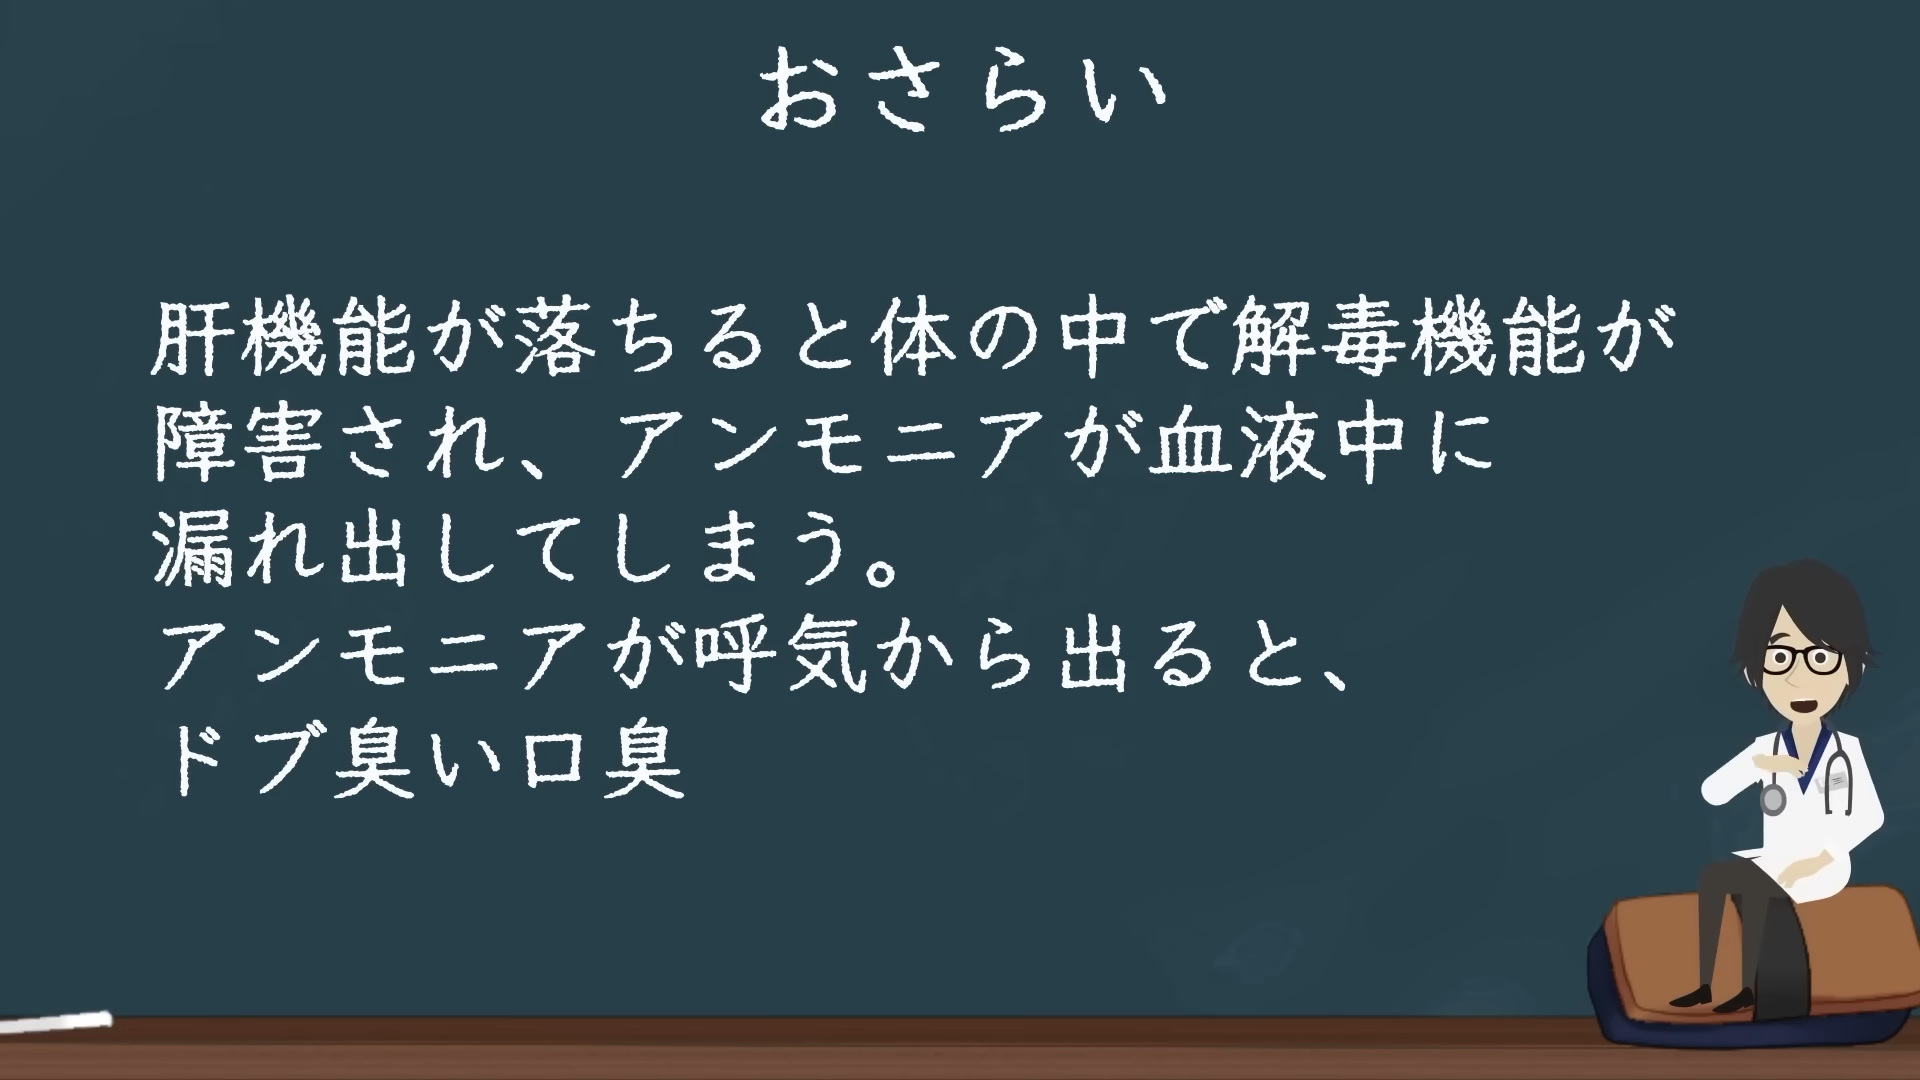 おさらい
肝機能が落ちると体の中で解毒機能が
障害され、アンモニアが血液中に
漏れ出してしまう。
アンモニアが呼気から出ると、
ドブ臭い口臭